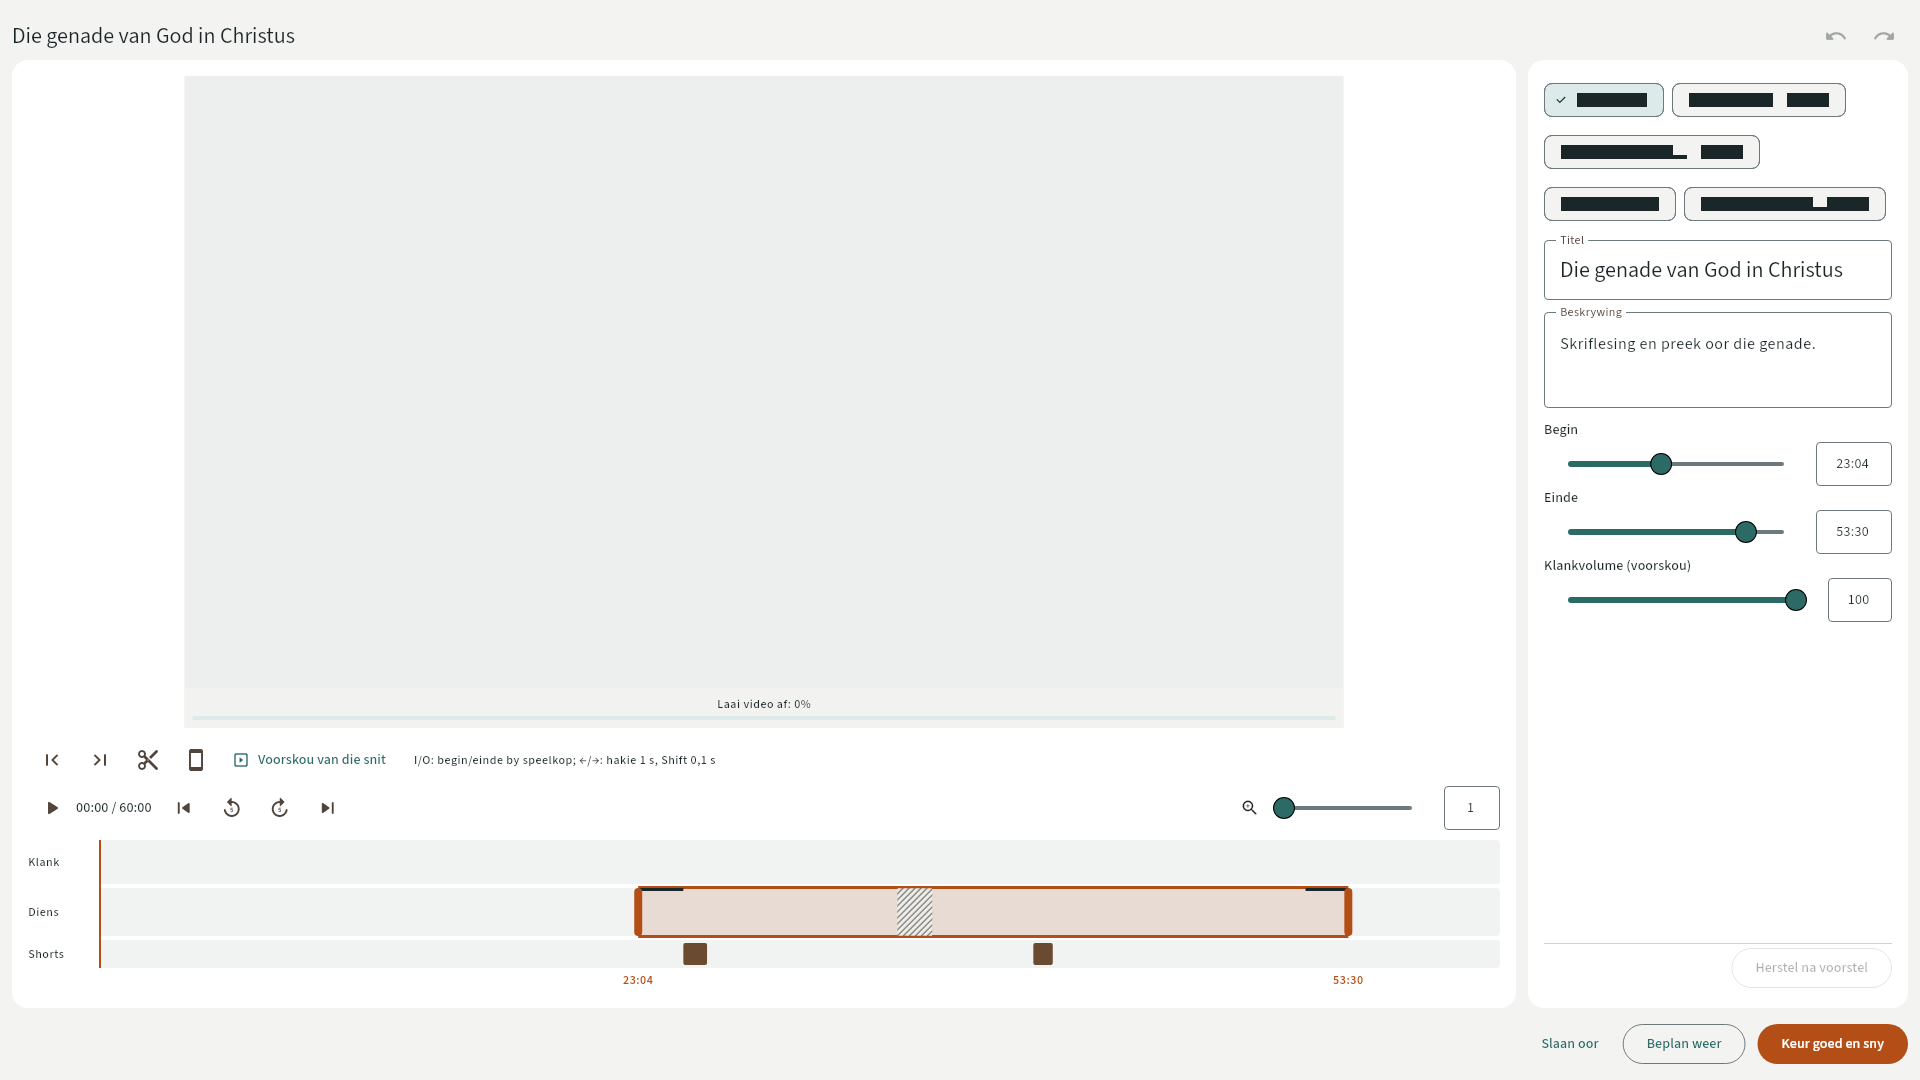 Die genade van God in Christus
Titel
Die genade van God in Christus
Beskrywing
Skriflesing en preek oor die genade.
Begin
23:04
Einde
53:30
Klankvolume (voorskou)
100
Laai video af: 0%
Voorskou van die snit
I/O: begin/einde by speelkop; ←/→: hakie 1 s, Shift 0,1 s
00:00 / 60:00
1
Klank
Diens
Shorts
23:04
53:30
Herstel na voorstel
Slaan oor
Beplan weer
Keur goed en sny